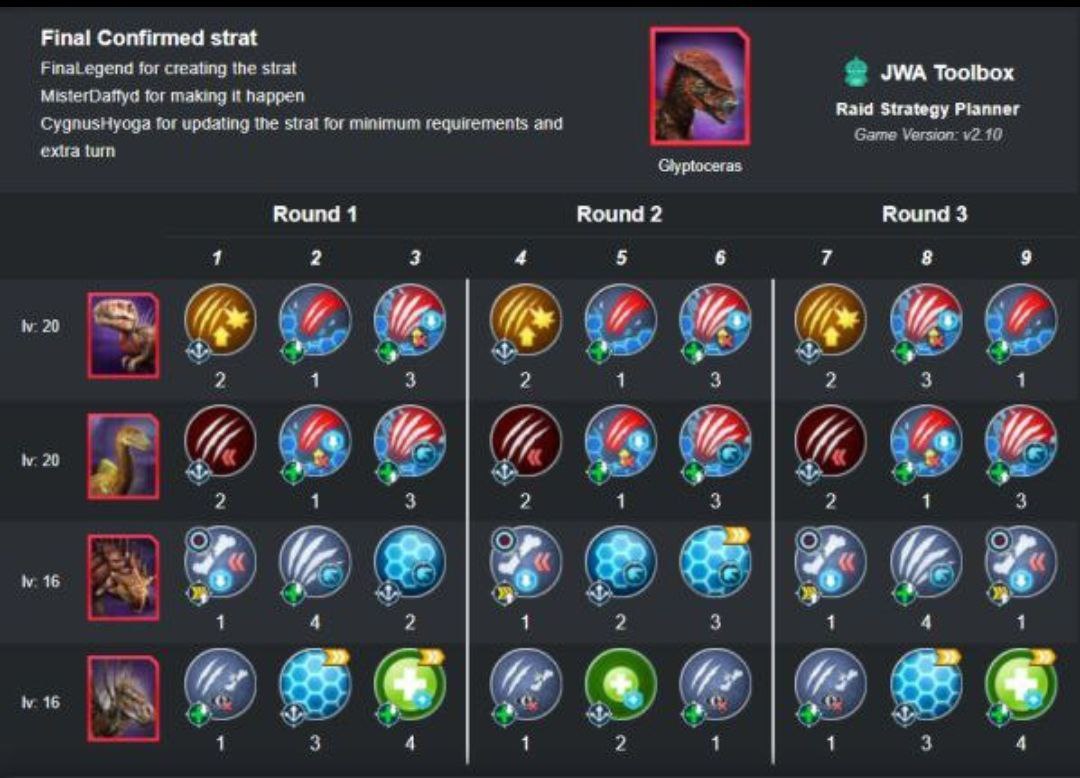 Final Confirmed strat
FinaLegend for creating the strat
MisterDaffyd for making it happen
CygnusHyoga for updating the strat for minimum requirements and
extra turn
Glyptoceras
JWA Toolbox
Raid Strategy Planner
Game Version: v2.10
Round 1 Round 2 Round 3
1 2 3 4 5 6 7 8 9
lv: 20
2 1 3 2 1 3 2 3 1
lv: 20
2 1 3 2 1 3 2 1 3
lv: 16
1 4 2 1 2 3 1 4 1
lv: 16
1 3 4 1 2 1 1 3 4